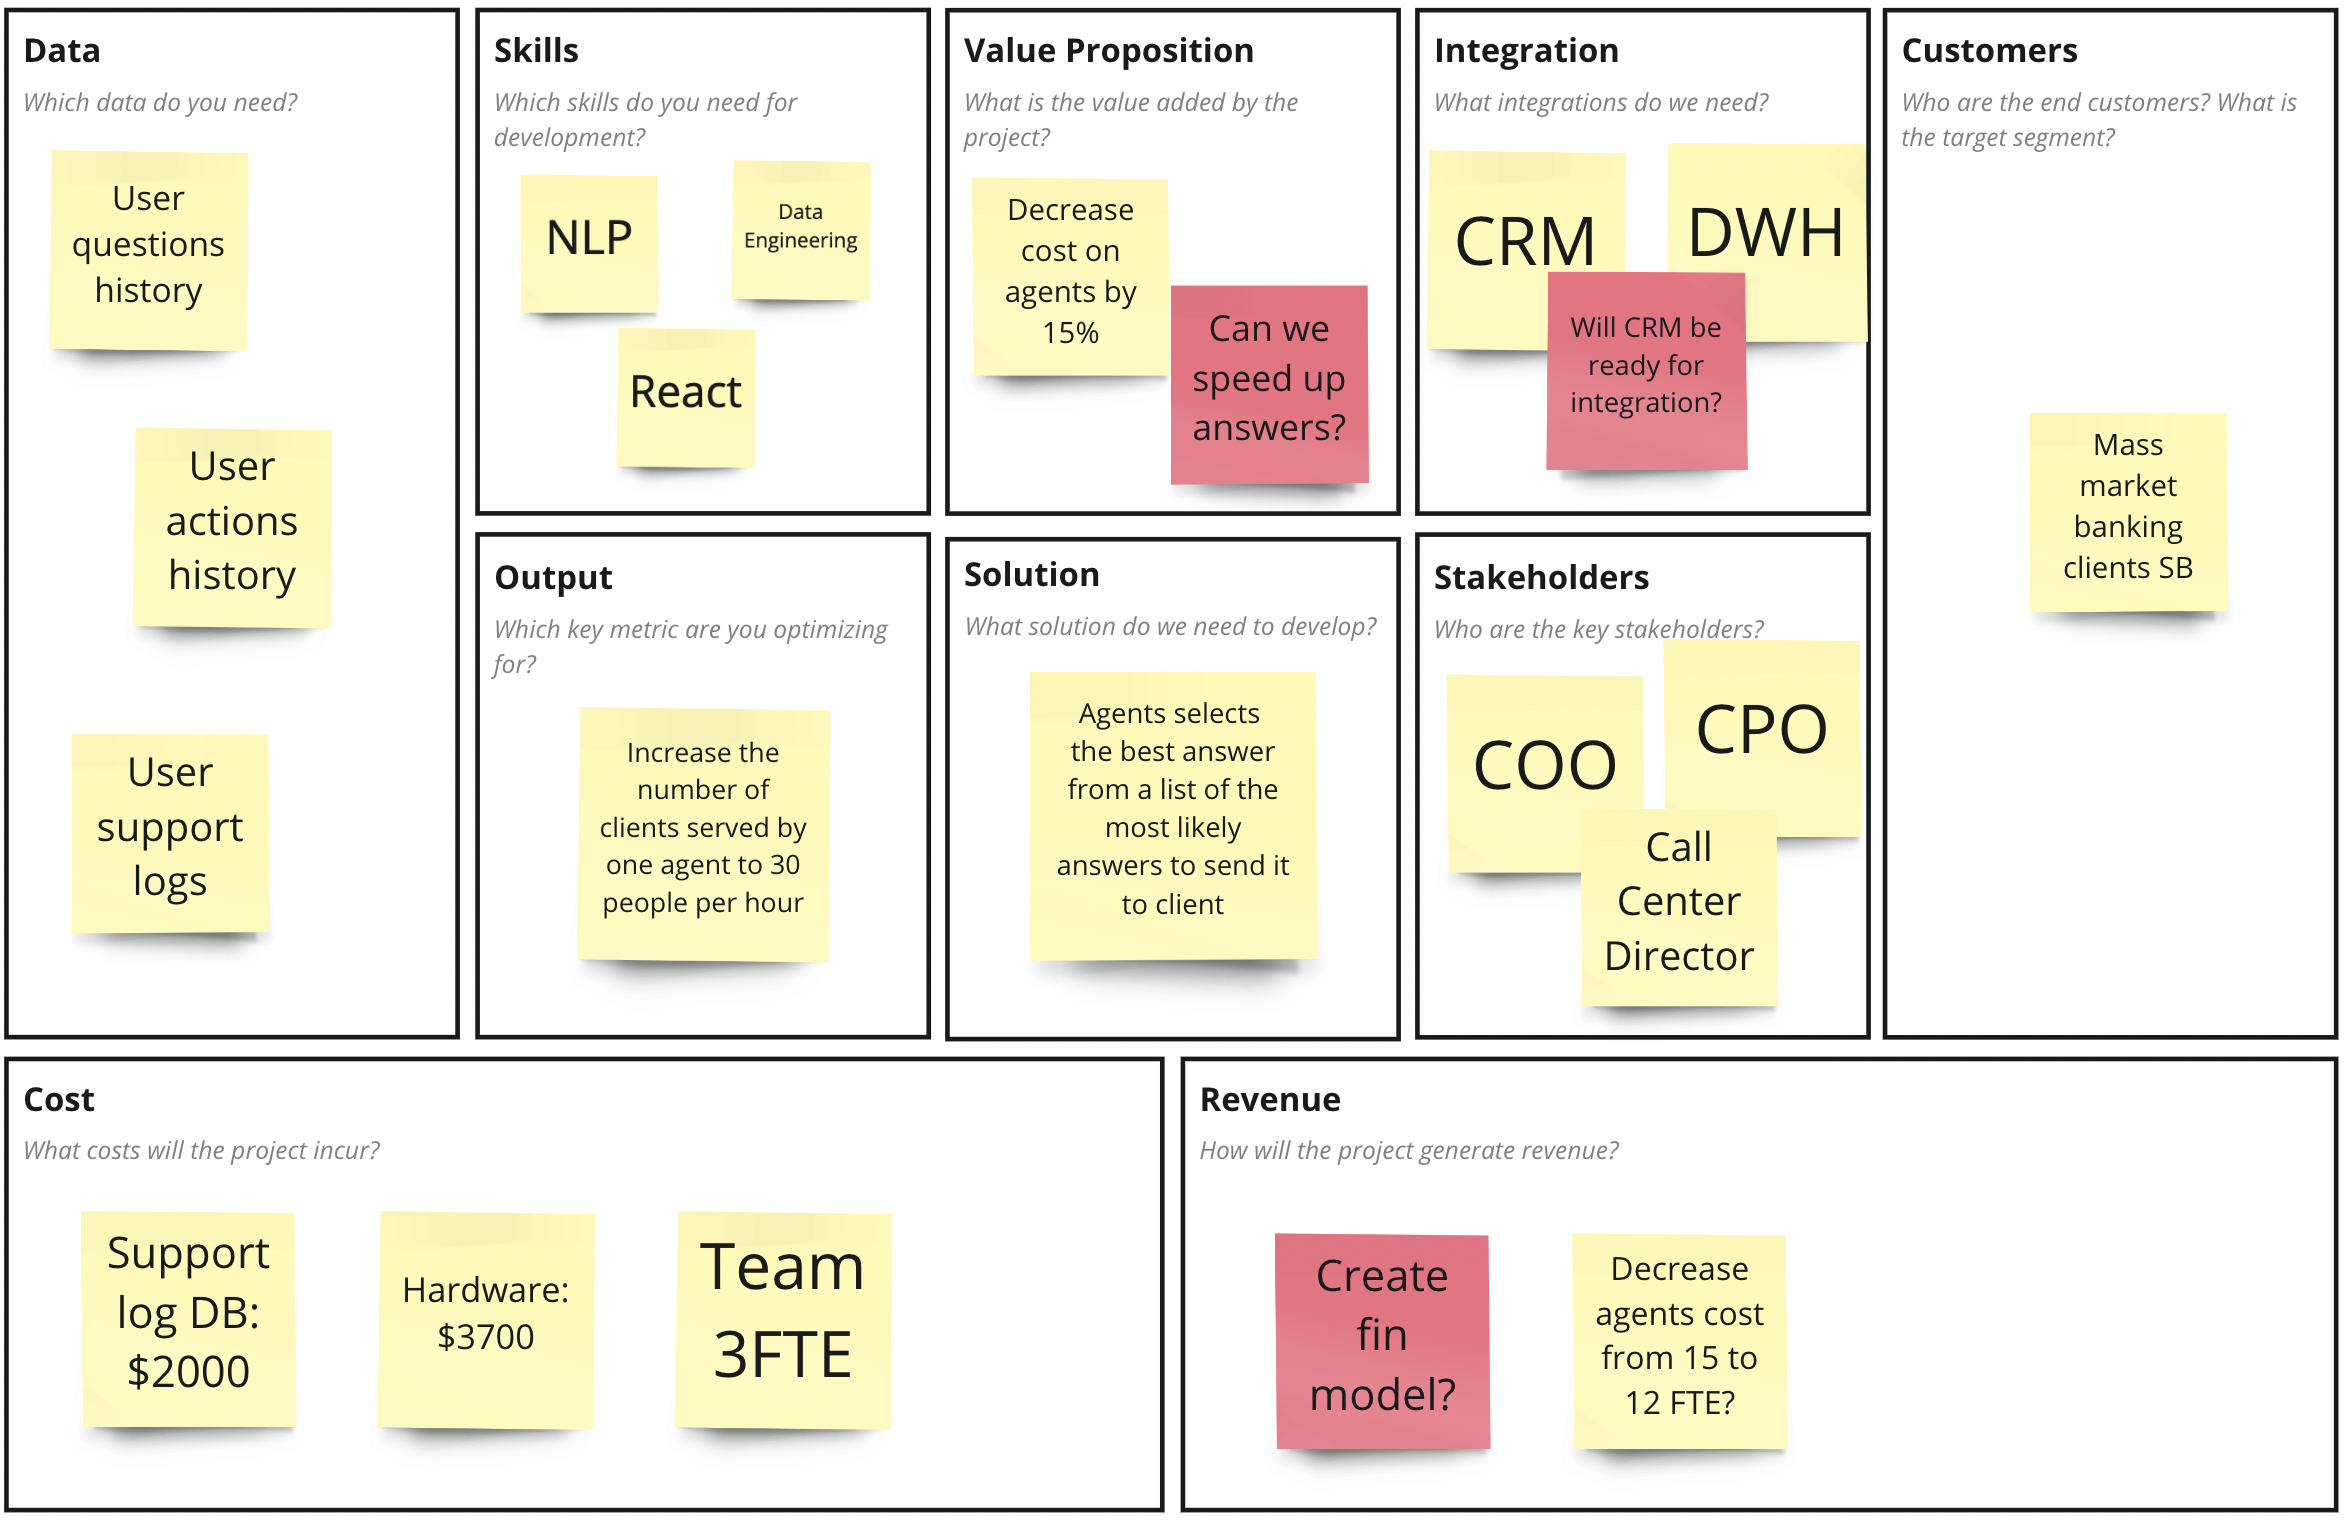 Data
Which data do you need?
User
questions
history
User
actions
history
User
support
logs
Skills
Which skills do you need for
development?
NLP
Data
Engineering
React
Value Proposition
What is the value added by the
project?
Decrease
cost on
agents by
15%
Can we
speed up
answers?
Integration
What integrations do we need?
CRM
DWH
Will CRM be
ready for
integration?
Customers
Who are the end customers? What is
the target segment?
Mass
market
banking
clients SB
Output
Which key metric are you optimizing
for?
Increase the
number of
clients served by
one agent to 30
people per hour
Solution
What solution do we need to develop?
Agents selects
the best answer
from a list of the
most likely
answers to send it
to client
Stakeholders
Who are the key stakeholders?
COO
CPO
Call
Center
Director
Cost
What costs will the project incur?
Support
log DB:
$2000
Hardware:
$3700
Team
3FTE
Revenue
How will the project generate revenue?
Create
fin
model?
Decrease
agents cost
from 15 to
12 FTE?